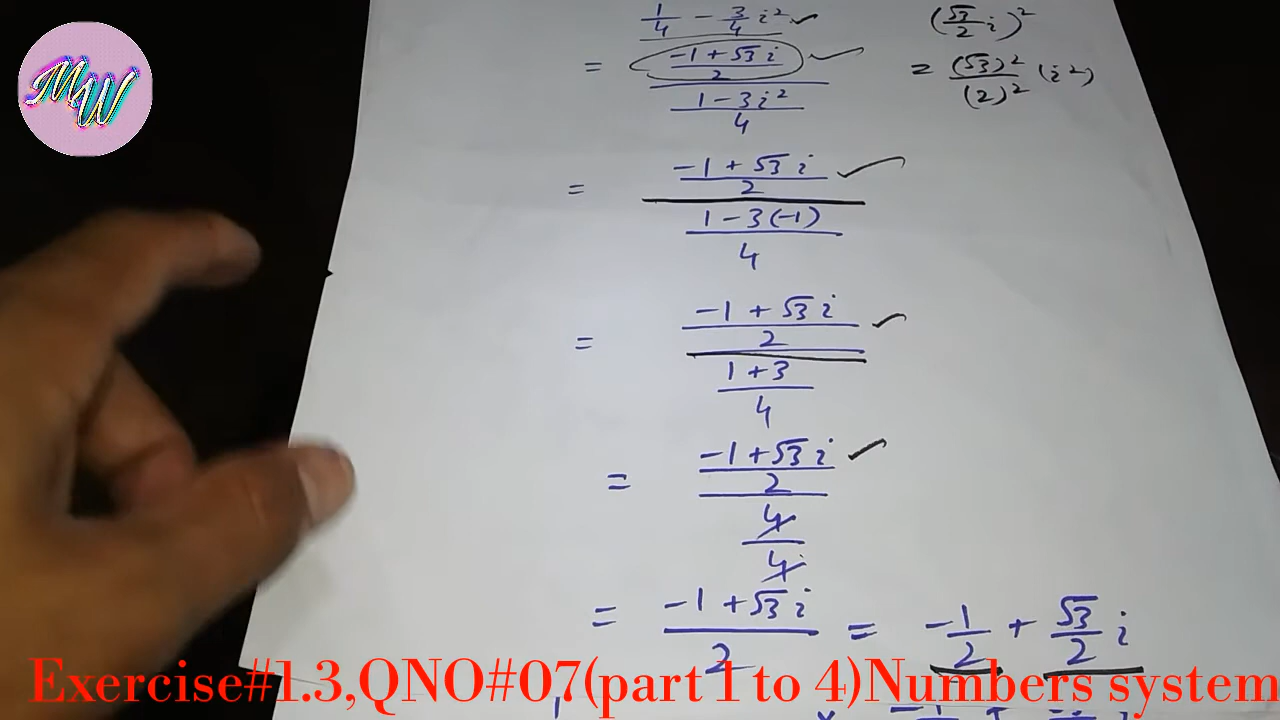 MW
1/4 - 3/4 i² ✓
(√3/2 i)²
= (-1+√3 i)/2 ✓ / (1-3i²)/4
= (√3)²/(2)² (i²)
= (-1+√3 i)/2 ✓ / (1-3(-1))/4
= (-1+√3 i)/2 ✓ / (1+3)/4
= (-1+√3 i)/2 ✓ / 4/4
= (-1+√3 i)/2 = -1/2 + √3/2 i
Exercise#1.3,QNO#07(part 1 to 4)Numbers system